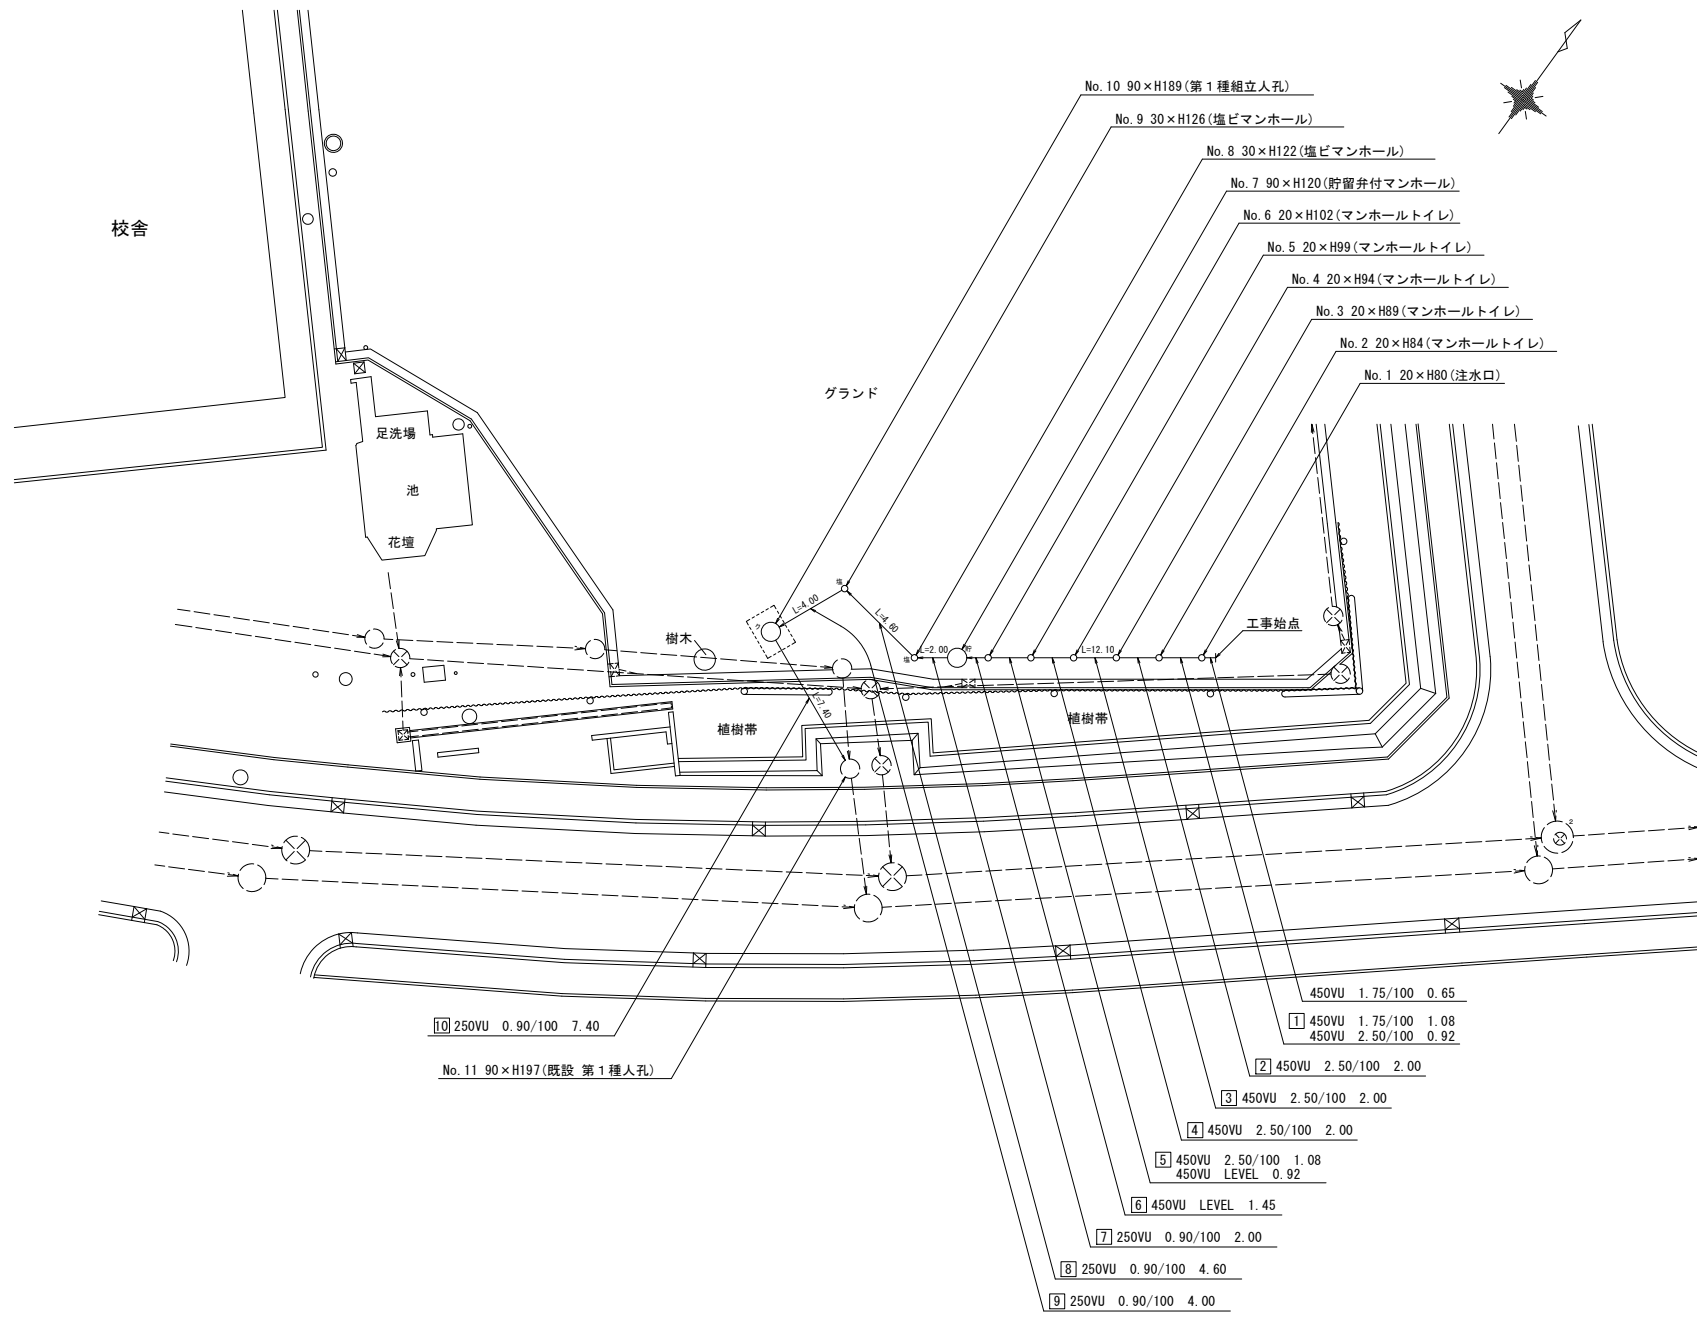 No.10 90×H189(第1種組立人孔)
No.9 30×H126(塩ビマンホール)
No.8 30×H122(塩ビマンホール)
No.7 90×H120(貯留弁付マンホール)
No.6 20×H102(マンホールトイレ)
No.5 20×H99(マンホールトイレ)
No.4 20×H94(マンホールトイレ)
No.3 20×H89(マンホールトイレ)
No.2 20×H84(マンホールトイレ)
No.1 20×H80(注水口)
校舎
グランド
足洗場
池
花壇
塩
L=4.00
L=4.60
樹木
工事始点
塩
L=2.00
貯
L=12.10
L=7.40
植樹帯
植樹帯
2
450VU 1.75/100 0.65
1 450VU 1.75/100 1.08
450VU 2.50/100 0.92
10 250VU 0.90/100 7.40
No.11 90×H197(既設 第1種人孔)
2 450VU 2.50/100 2.00
3 450VU 2.50/100 2.00
4 450VU 2.50/100 2.00
5 450VU 2.50/100 1.08
450VU LEVEL 0.92
6 450VU LEVEL 1.45
7 250VU 0.90/100 2.00
8 250VU 0.90/100 4.60
9 250VU 0.90/100 4.00